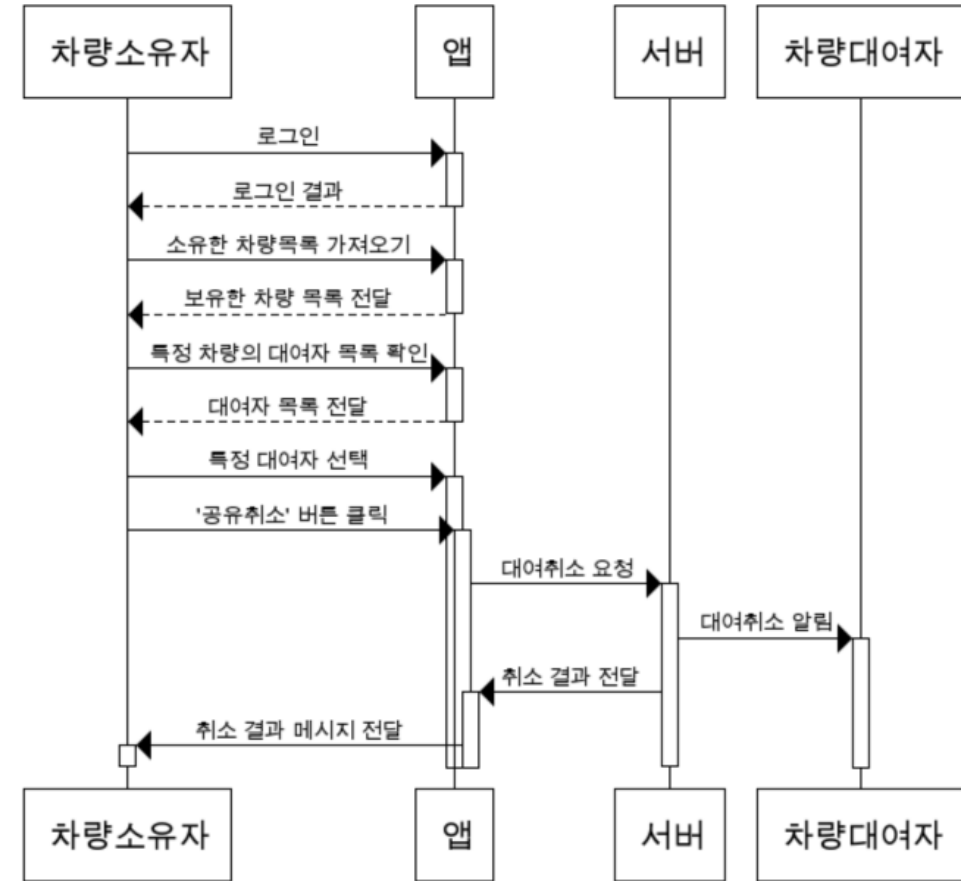 차량소유자
앱
서버
차량대여자
로그인
로그인 결과
소유한 차량목록 가져오기
보유한 차량 목록 전달
특정 차량의 대여자 목록 확인
대여자 목록 전달
특정 대여자 선택
'공유취소' 버튼 클릭
대여취소 요청
대여취소 알림
취소 결과 전달
취소 결과 메시지 전달
차량소유자
앱
서버
차량대여자